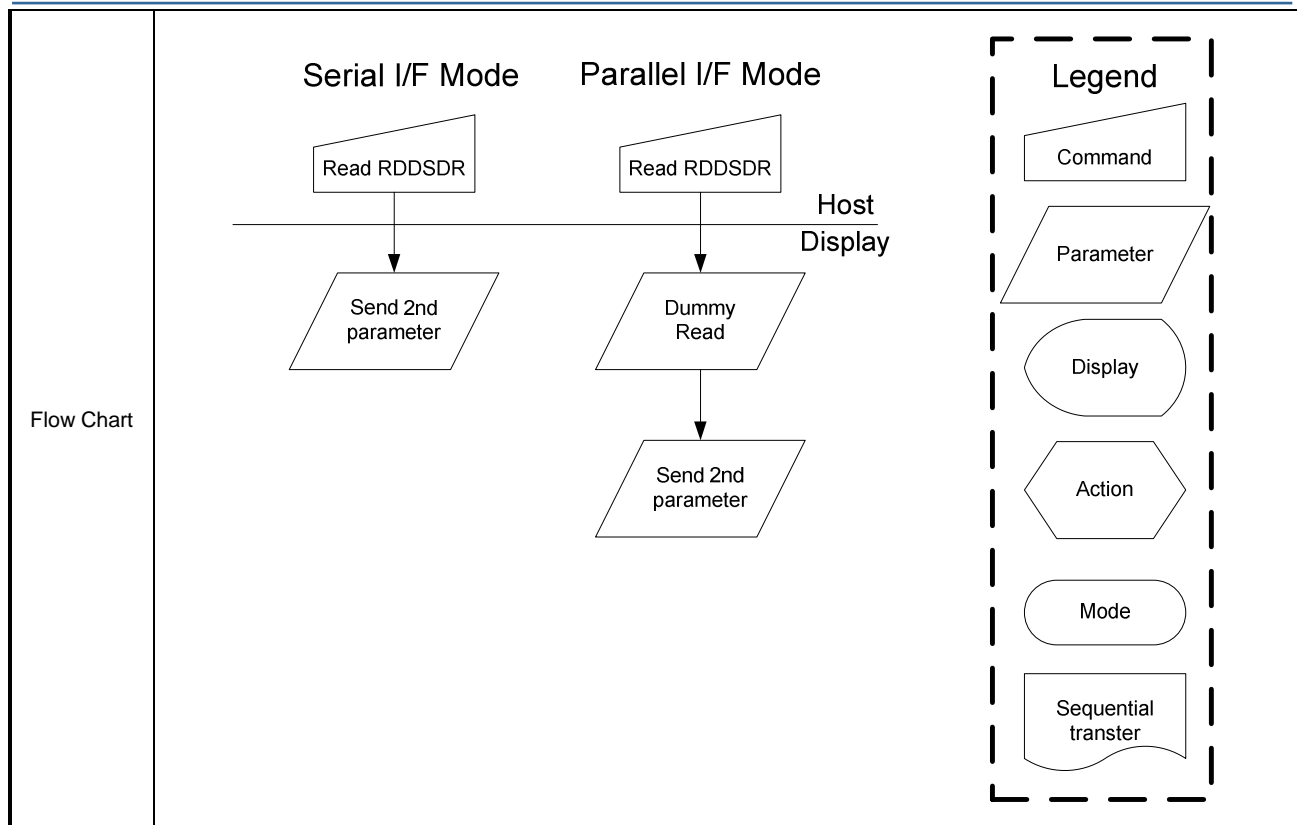 Flow Chart
Serial I/F Mode
Read RDDSDR
Send 2nd
parameter
Parallel I/F Mode
Read RDDSDR
Host
Display
Dummy
Read
Send 2nd
parameter
Legend
Command
Parameter
Display
Action
Mode
Sequential
transter